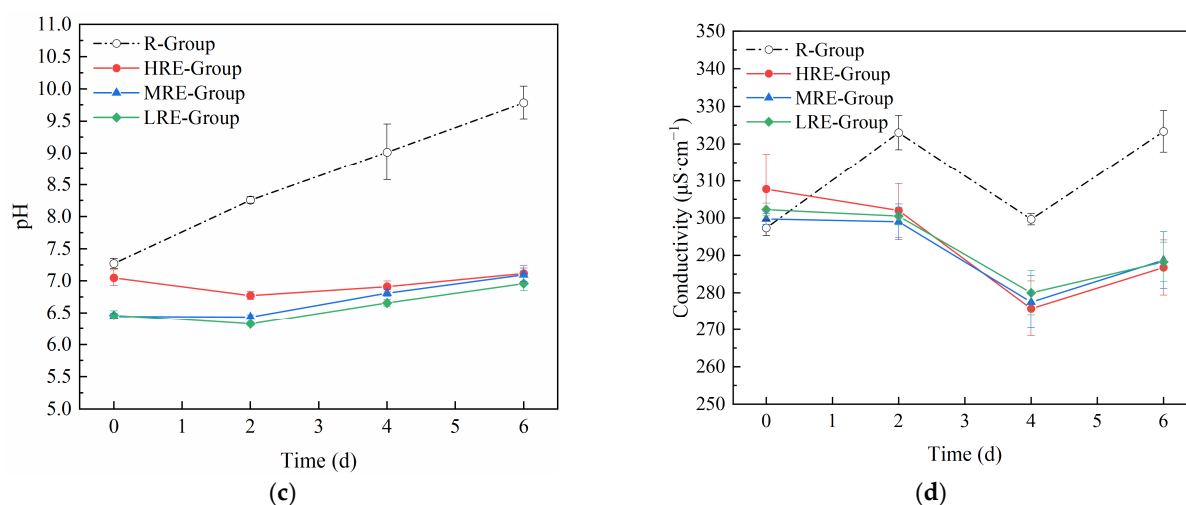 11.0
10.5
10.0
9.5
9.0
8.5
8.0
7.5
7.0
6.5
6.0
5.5
5.0
pH
R-Group
HRE-Group
MRE-Group
LRE-Group
0 1 2 3 4 5 6
Time (d)
(c)
350
340
330
320
310
300
290
280
270
260
250
Conductivity (μS·cm⁻¹)
R-Group
HRE-Group
MRE-Group
LRE-Group
0 1 2 3 4 5 6
Time (d)
(d)